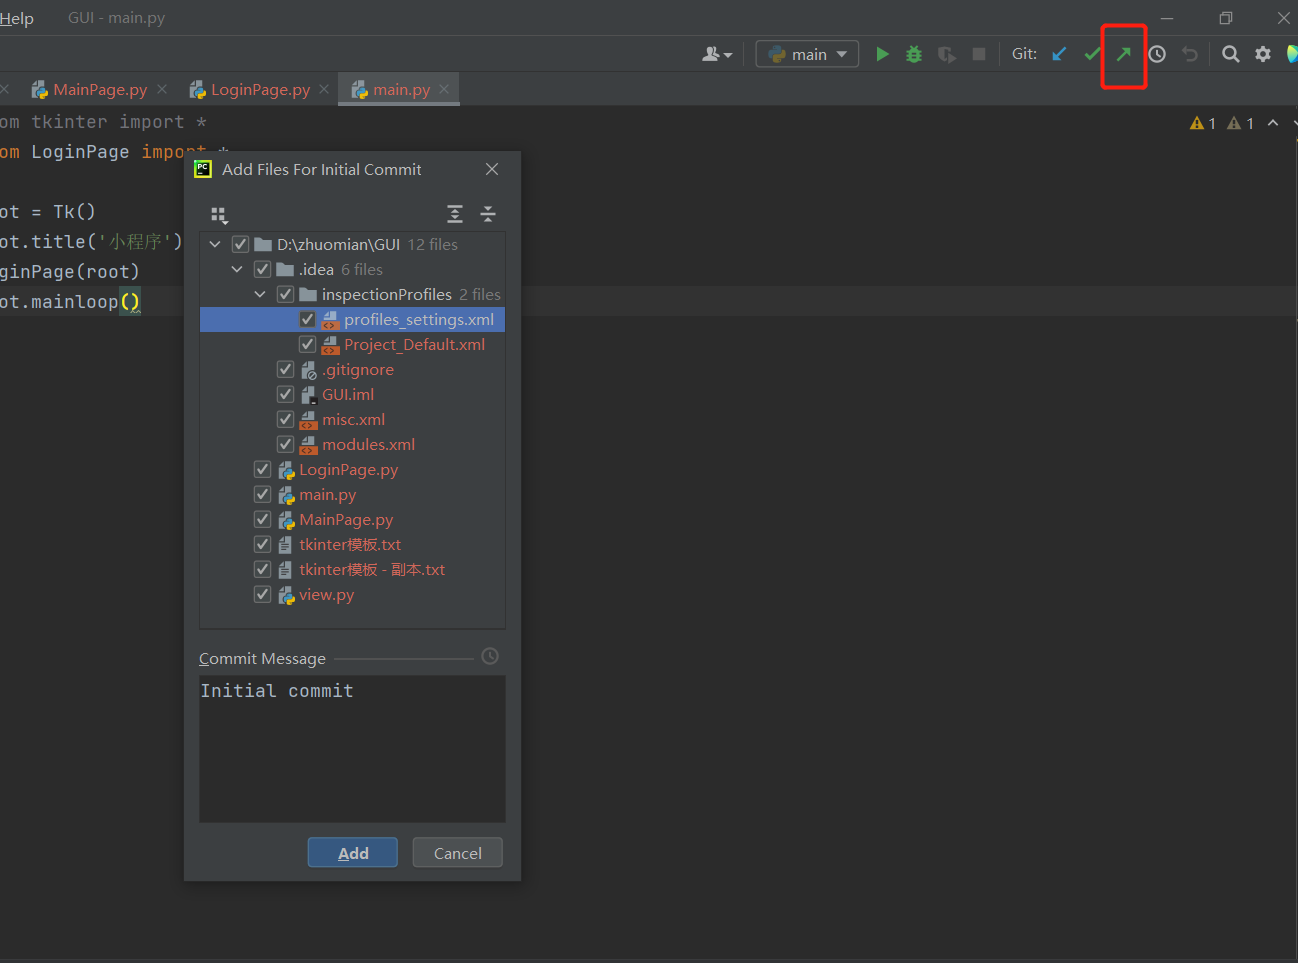 Help GUI - main.py
main Git:
MainPage.py LoginPage.py main.py
om tkinter import *
1 1
om LoginPage import *
PC Add Files For Initial Commit
ot = Tk()
ot.title('小程序')
ginPage(root)
ot.mainloop()
D:\zhuomian\GUI 12 files
.idea 6 files
inspectionProfiles 2 files
profiles_settings.xml
Project_Default.xml
.gitignore
GUI.iml
misc.xml
modules.xml
LoginPage.py
main.py
MainPage.py
tkinter模板.txt
tkinter模板 - 副本.txt
view.py
Commit Message
Initial commit
Add Cancel